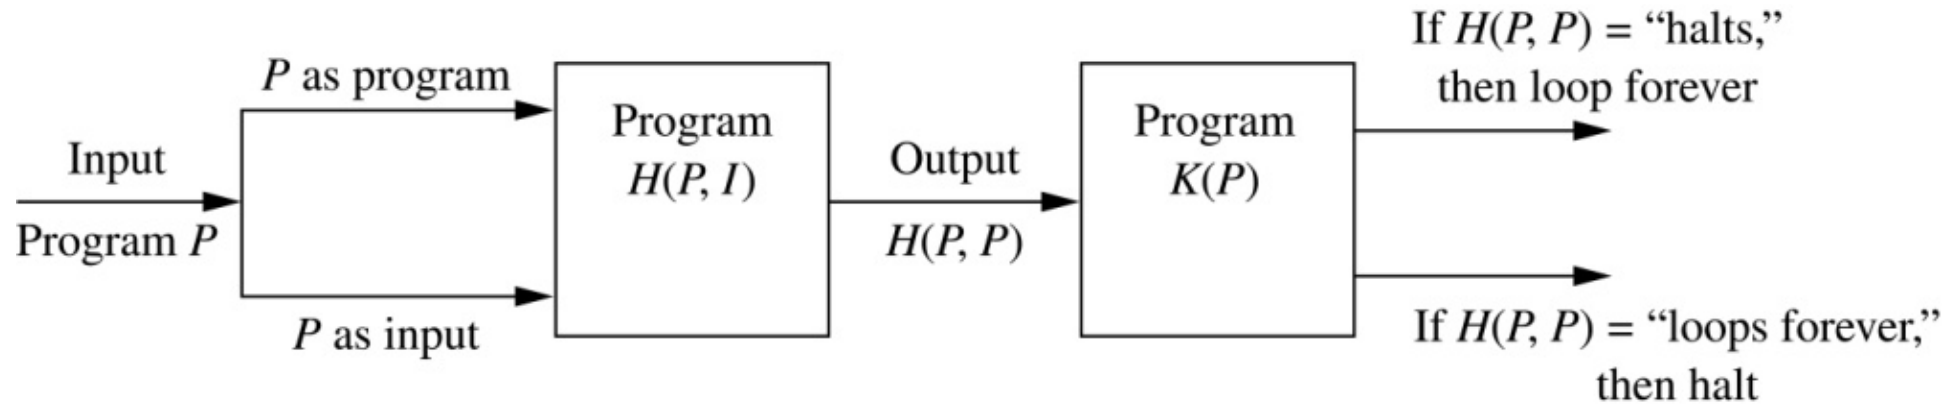 Input
Program P
P as program
P as input
Program
H(P, I)
Output
H(P, P)
Program
K(P)
If H(P, P) = “halts,”
then loop forever
If H(P, P) = “loops forever,”
then halt